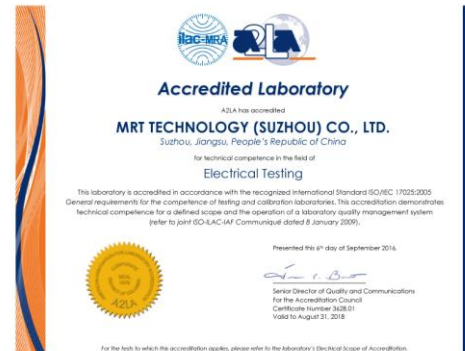 ilac-MRA
A2LA
Accredited Laboratory
A2LA has accredited
MRT TECHNOLOGY (SUZHOU) CO., LTD.
Suzhou, Jiangsu, People's Republic of China
for technical competence in the field of
Electrical Testing
This laboratory is accredited in accordance with the recognized International Standard ISO/IEC 17025:2005
General requirements for the competence of testing and calibration laboratories. This accreditation demonstrates
technical competence for a defined scope and the operation of a laboratory quality management system
(refer to joint ISO-ILAC-IAF Communiqué dated 8 January 2009).
Presented this 6th day of September 2016.
Senior Director of Quality and Communications
For the Accreditation Council
Certificate Number 3628.01
Valid to August 31, 2018
CORPORATE
SEAL
1978
A2LA
For the tests to which this accreditation applies, please refer to the laboratory's Electrical Scope of Accreditation.